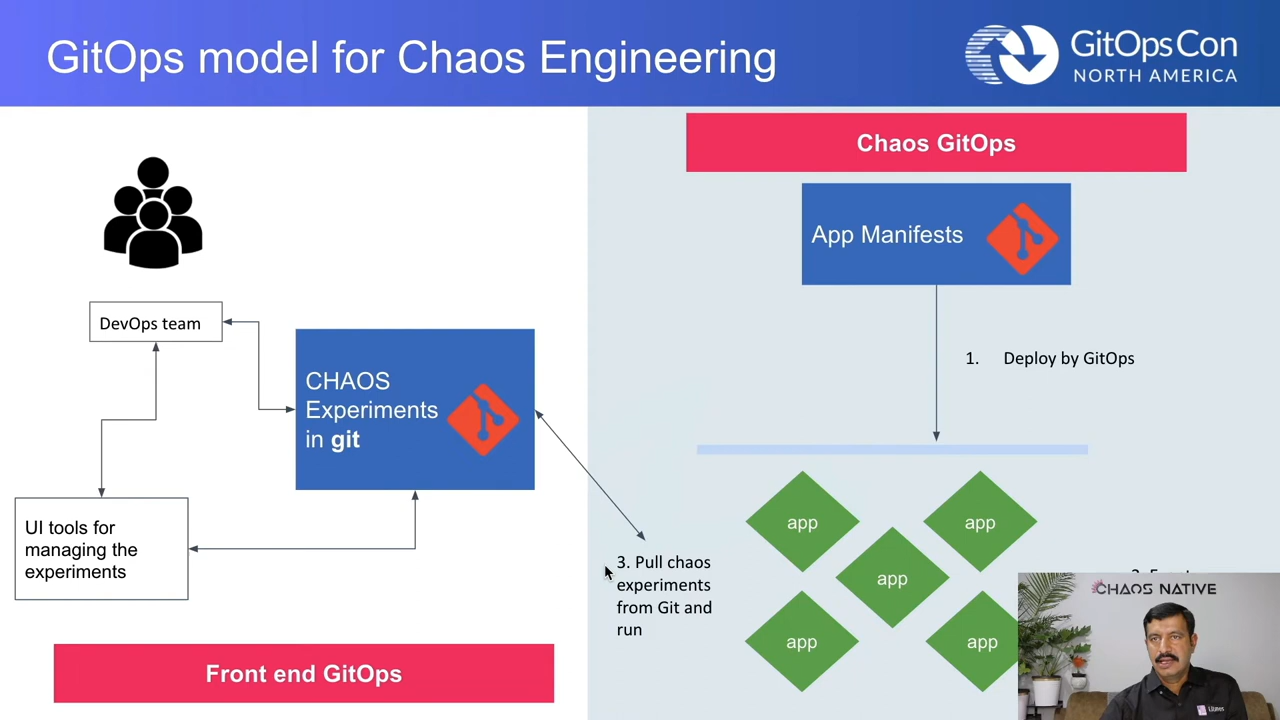 GitOps model for Chaos Engineering
GitOpsCon
NORTH AMERICA
Chaos GitOps
App Manifests
DevOps team
CHAOS
Experiments
in git
1. Deploy by GitOps
UI tools for
managing the
experiments
3. Pull chaos
experiments
from Git and
run
app
app
app
app
app
CHAOS NATIVE
Litmus
Front end GitOps